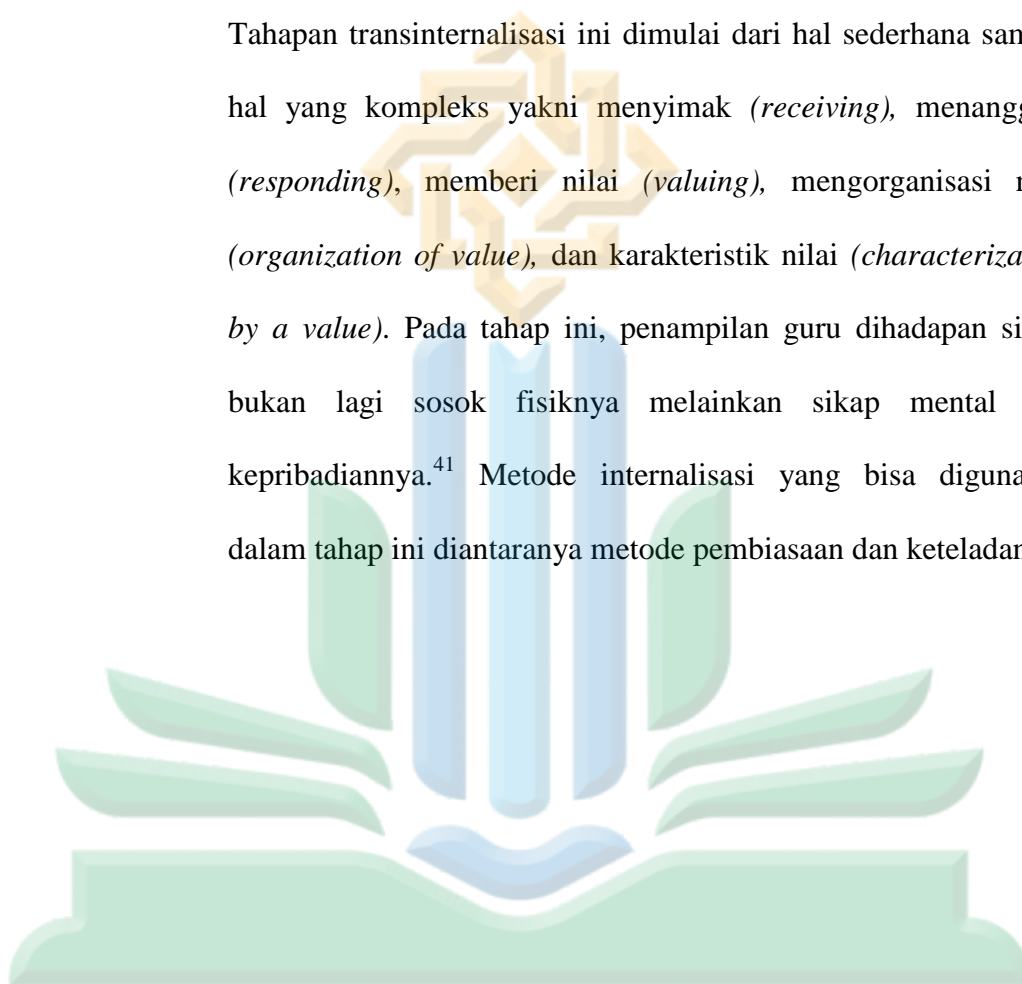 Tahapan transinternalisasi ini dimulai dari hal sederhana sam
hal yang kompleks yakni menyimak (receiving), menangg
(responding), memberi nilai (valuing), mengorganisasi n
(organization of value), dan karakteristik nilai (characteriza
by a value). Pada tahap ini, penampilan guru dihadapan si
bukan lagi sosok fisiknya melainkan sikap mental
kepribadiannya.41 Metode internalisasi yang bisa diguna
dalam tahap ini diantaranya metode pembiasaan dan keteladan